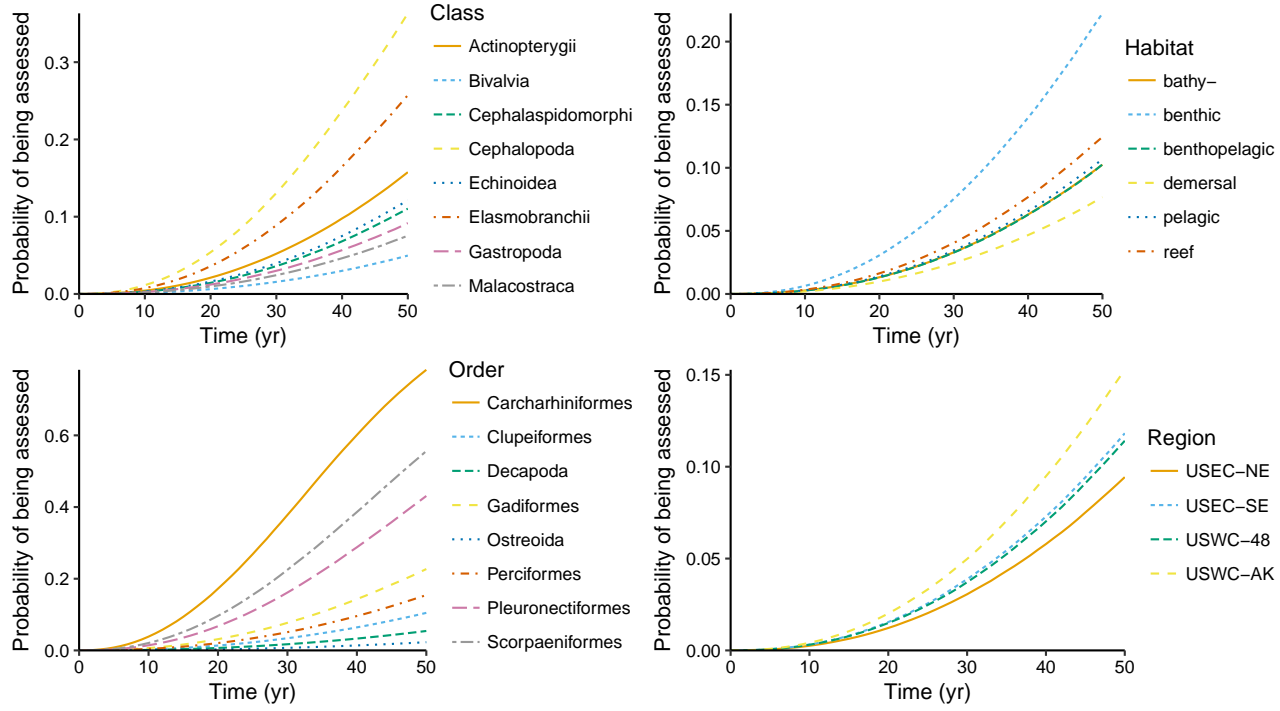 Class
Probability of being assessed
0.3
0.2
0.1
0.0
0 10 20 30 40 50
Time (yr)
Actinopterygii
Bivalvia
Cephalaspidomorphi
Cephalopoda
Echinoidea
Elasmobranchii
Gastropoda
Malacostraca
Probability of being assessed
0.20
0.15
0.10
0.05
0.00
0 10 20 30 40 50
Time (yr)
Habitat
bathy−
benthic
benthopelagic
demersal
pelagic
reef
Probability of being assessed
0.6
0.4
0.2
0.0
0 10 20 30 40 50
Time (yr)
Order
Carcharhiniformes
Clupeiformes
Decapoda
Gadiformes
Ostreoida
Perciformes
Pleuronectiformes
Scorpaeniformes
Probability of being assessed
0.15
0.10
0.05
0.00
0 10 20 30 40 50
Time (yr)
Region
USEC−NE
USEC−SE
USWC−48
USWC−AK